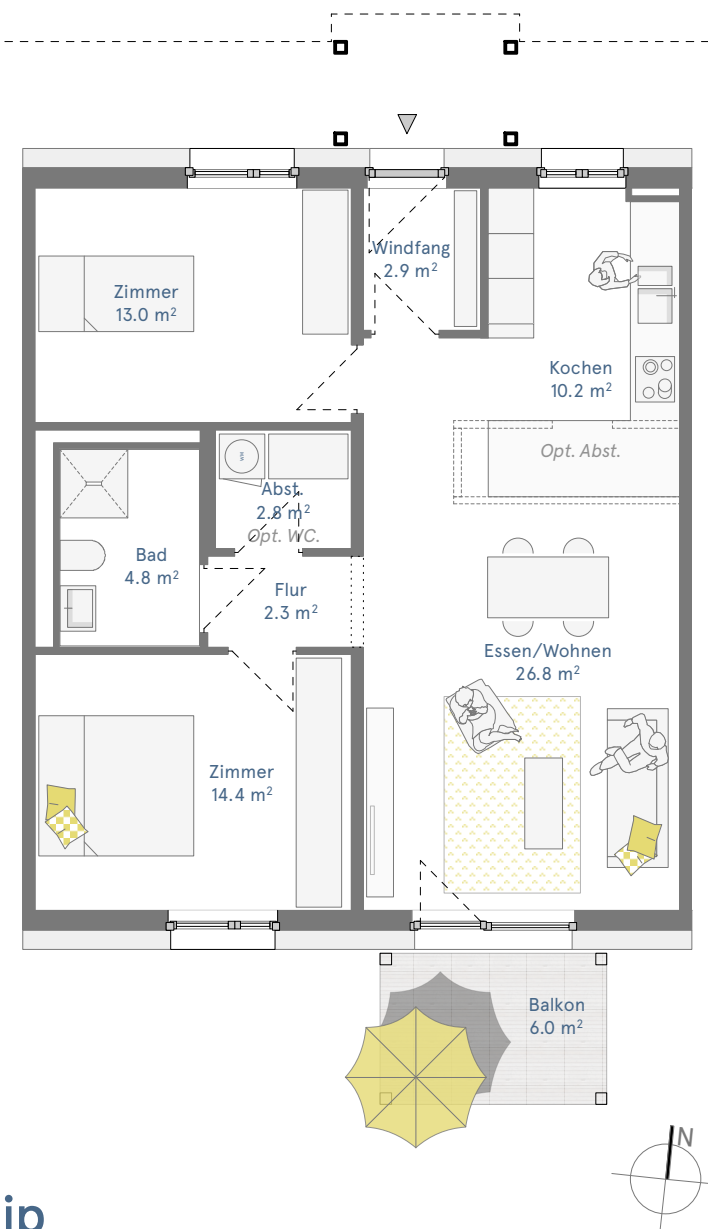 Windfang
2.9 m²
Zimmer
13.0 m²
Kochen
10.2 m²
Opt. Abst.
WM
Abst.
2.8 m²
Opt. WC.
Bad
4.8 m²
Flur
2.3 m²
Essen/Wohnen
26.8 m²
Zimmer
14.4 m²
Balkon
6.0 m²
N
ip